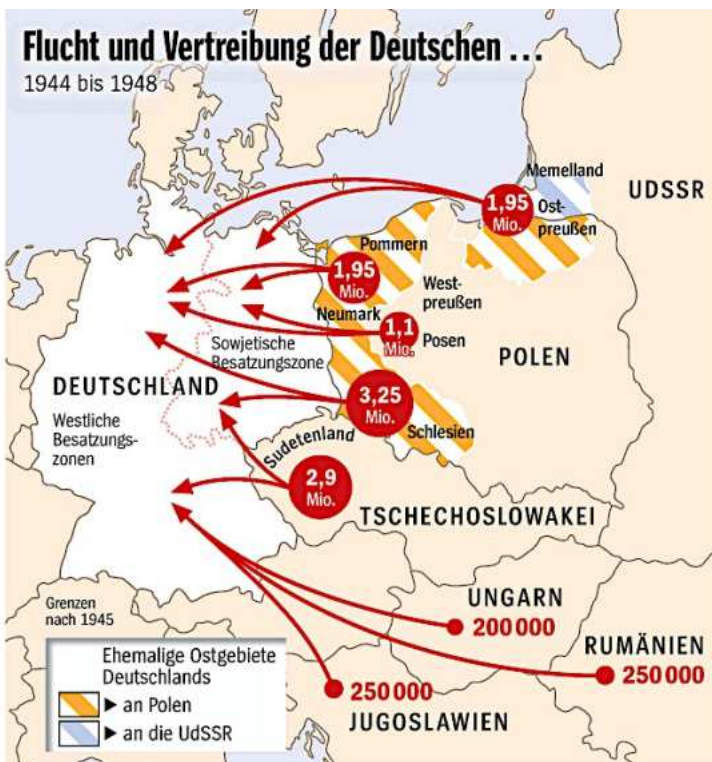 Flucht und Vertreibung der Deutschen ...
1944 bis 1948
Memelland
UDSSR
1,95
Mio.
Ost-
preußen
Pommern
1,95
Mio.
West-
preußen
Neumark
1,1
Mio.
Posen
Sowjetische
Besatzungszone
POLEN
DEUTSCHLAND
Westliche
Besatzungs-
zonen
3,25
Mio.
Schlesien
Sudetenland
2,9
Mio.
TSCHECHOSLOWAKEI
UNGARN
200 000
Grenzen
nach 1945
RUMÄNIEN
250 000
Ehemalige Ostgebiete
Deutschlands
▶ an Polen
▶ an die UdSSR
250 000
JUGOSLAWIEN